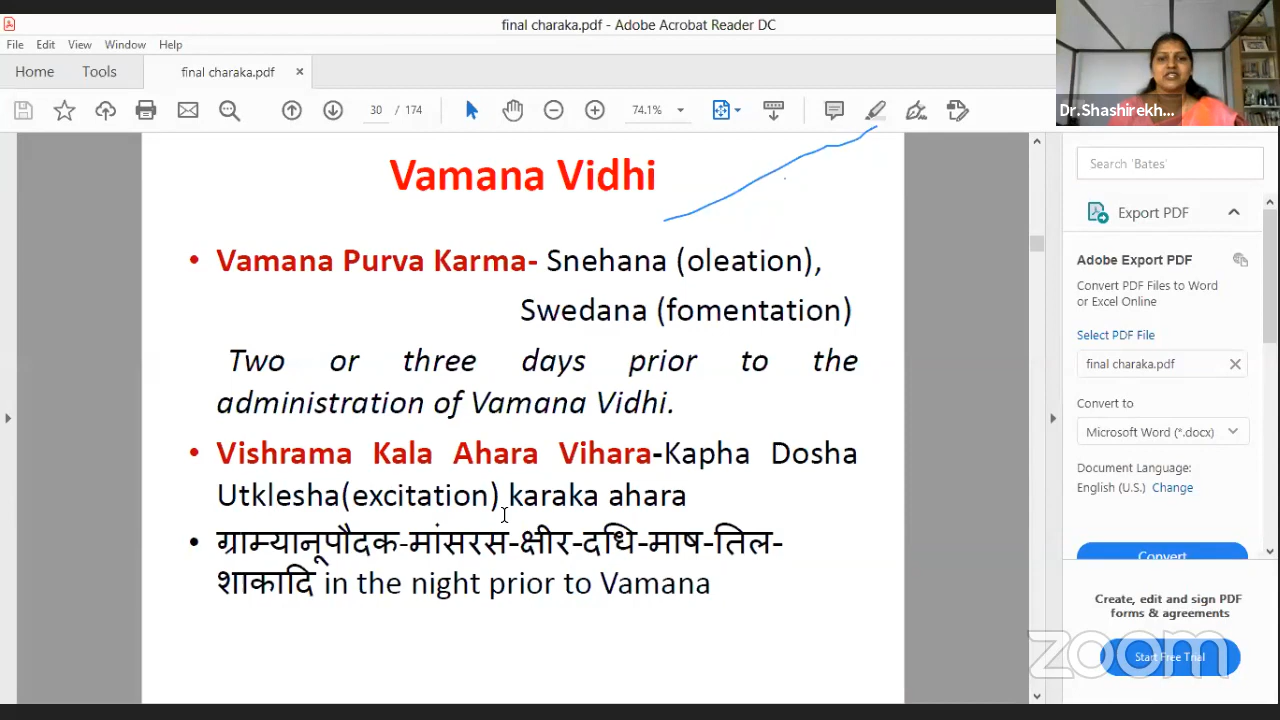 final charaka.pdf - Adobe Acrobat Reader DC
File Edit View Window Help
Home Tools final charaka.pdf ×
30 / 174 74.1%
Dr.Shashirekh...
Vamana Vidhi
• Vamana Purva Karma- Snehana (oleation),
Swedana (fomentation)
Two or three days prior to the
administration of Vamana Vidhi.
• Vishrama Kala Ahara Vihara-Kapha Dosha
Utklesha(excitation) karaka ahara
• ग्राम्यानूपौदक-मांसरस-क्षीर-दधि-माष-तिल-
शाकादि in the night prior to Vamana
Search 'Bates'
Export PDF
Adobe Export PDF
Convert PDF Files to Word
or Excel Online
Select PDF File
final charaka.pdf
Convert to
Microsoft Word (*.docx)
Document Language:
English (U.S.) Change
Convert
Create, edit and sign PDF
forms & agreements
Start Free Trial
zoom